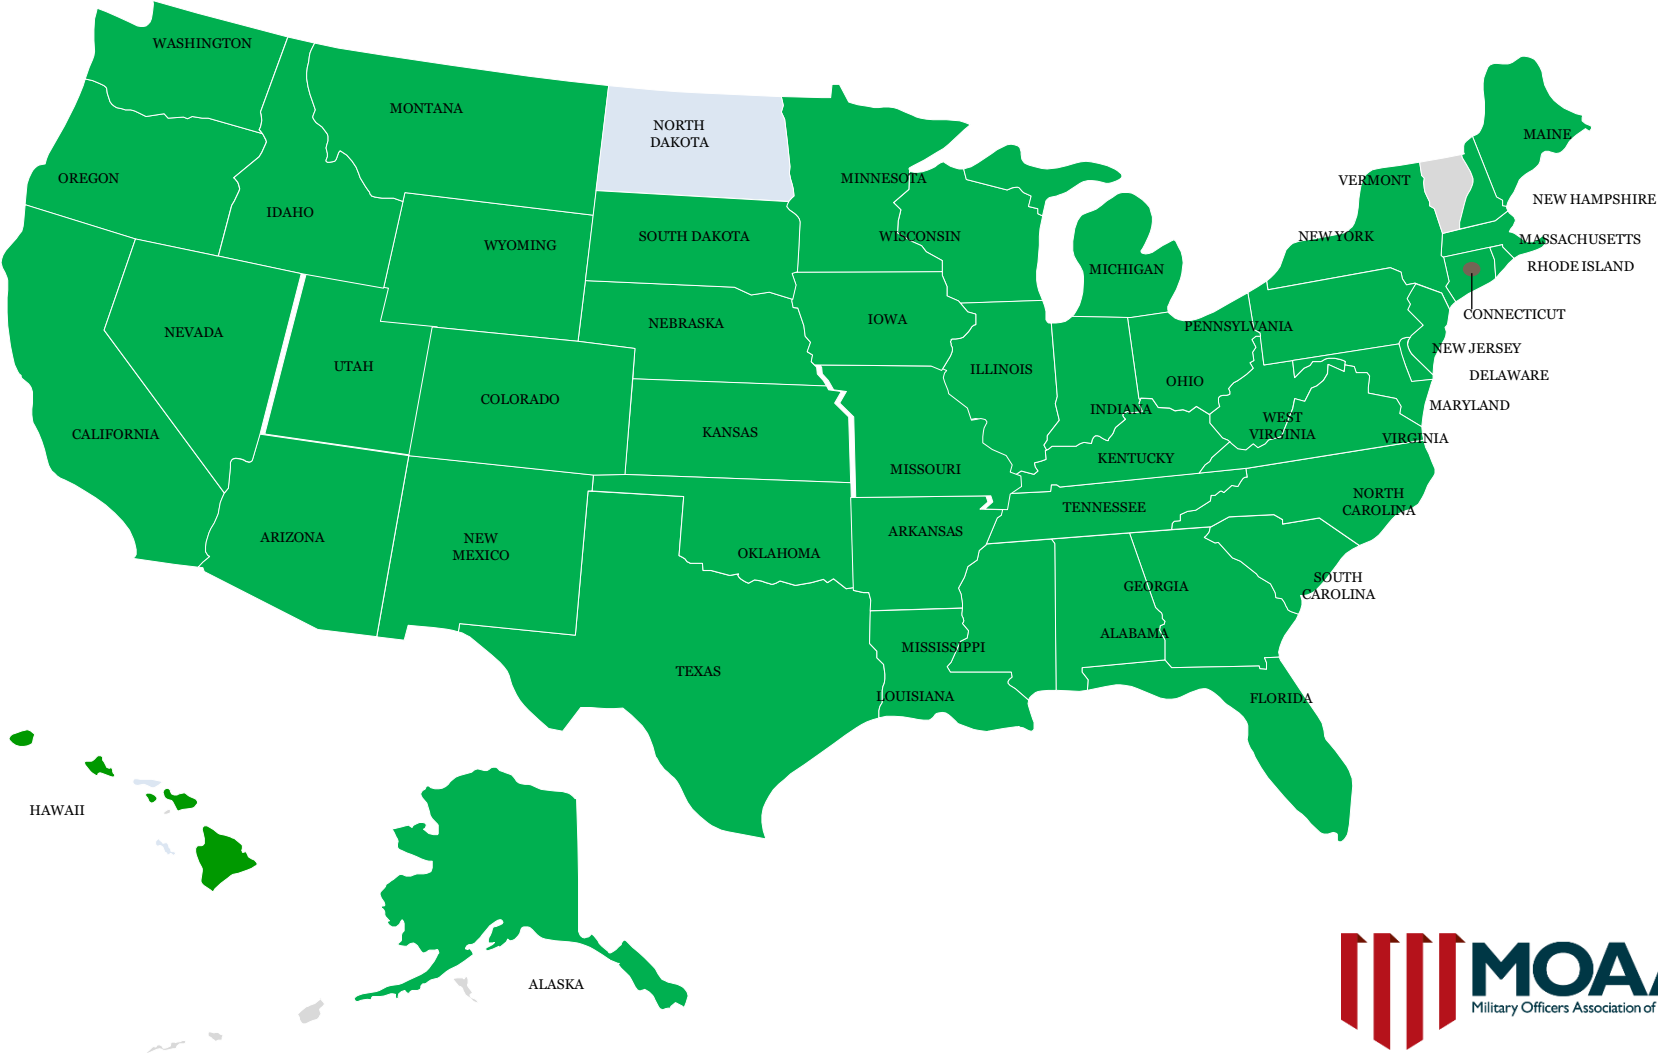 WASHINGTON
MONTANA
NORTH
DAKOTA
MAINE
OREGON
MINNESOTA
VERMONT
NEW HAMPSHIRE
IDAHO
WYOMING
SOUTH DAKOTA
WISCONSIN
NEW YORK
MASSACHUSETTS
MICHIGAN
RHODE ISLAND
NEVADA
NEBRASKA
IOWA
PENNSYLVANIA
CONNECTICUT
NEW JERSEY
UTAH
ILLINOIS
DELAWARE
OHIO
COLORADO
INDIANA
MARYLAND
CALIFORNIA
KANSAS
WEST
VIRGINIA
VIRGINIA
MISSOURI
KENTUCKY
NORTH
CAROLINA
TENNESSEE
ARIZONA
NEW
MEXICO
OKLAHOMA
ARKANSAS
GEORGIA
SOUTH
CAROLINA
ALABAMA
MISSISSIPPI
TEXAS
LOUISIANA
FLORIDA
HAWAII
ALASKA
MOAA
Military Officers Association of